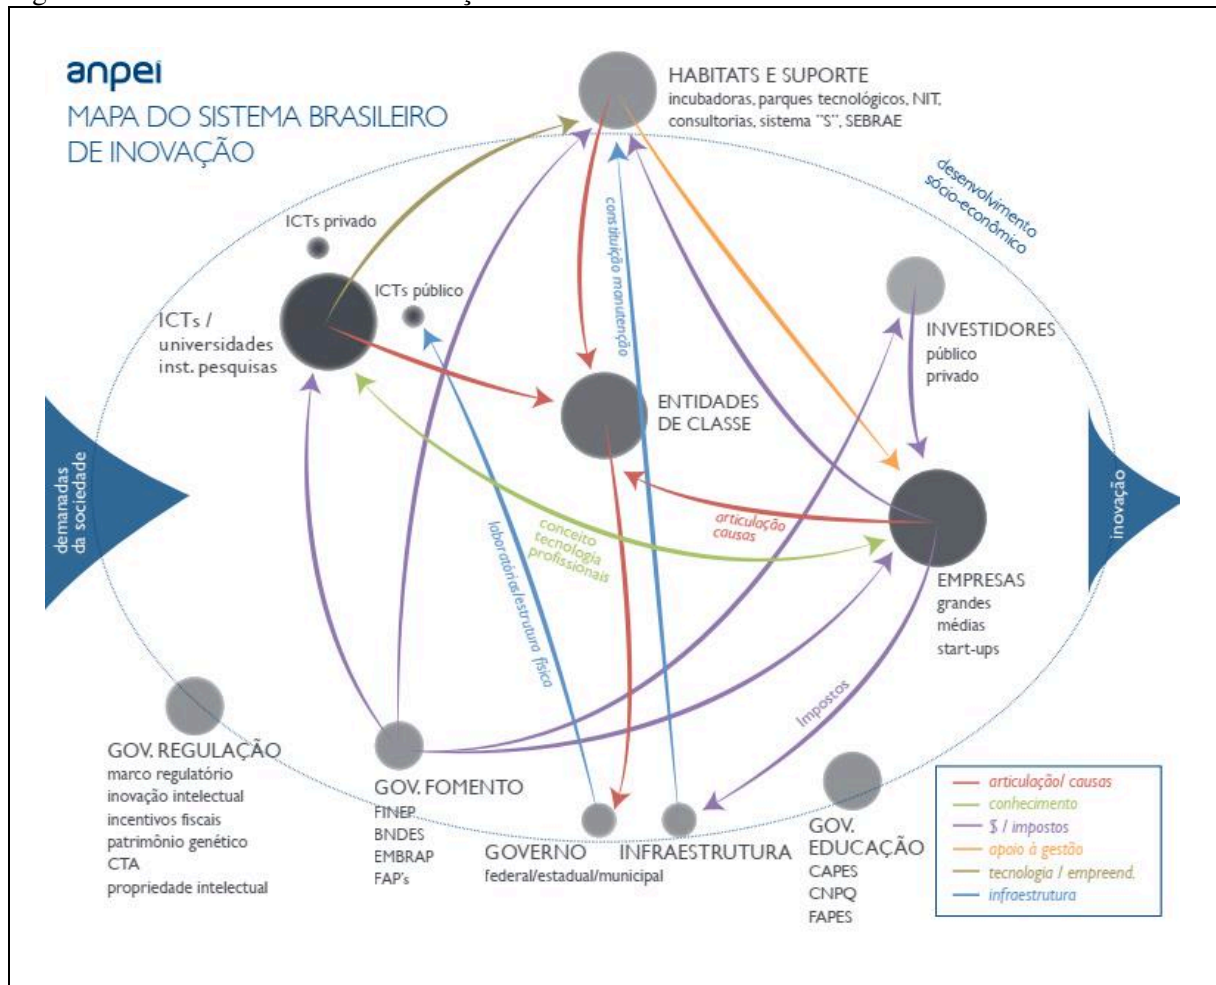 anpei
MAPA DO SISTEMA BRASILEIRO
DE INOVAÇÃO
HABITATS E SUPORTE
incubadoras, parques tecnológicos, NIT,
consultorias, sistema "S", SEBRAE
desenvolvimento
sócio-econômico
ICTs privado
ICTs público
ICTs /
universidades
inst. pesquisas
constituição manutenção
INVESTIDORES
público
privado
ENTIDADES
DE CLASSE
demanadas
da sociedade
inovação
articulação
causas
conceito
tecnologia
profissionais
laboratórias/estrutura física
EMPRESAS
grandes
médias
start-ups
Impostos
GOV. REGULAÇÃO
marco regulatório
inovação intelectual
incentivos fiscais
patrimônio genético
CTA
propriedade intelectual
GOV. FOMENTO
FINEP
BNDES
EMBRAP
FAP's
GOVERNO
federal/estadual/municipal
INFRAESTRUTURA
GOV.
EDUCAÇÃO
CAPES
CNPQ
FAPES
articulação/ causas
conhecimento
$ / impostos
apoio à gestão
tecnologia / empreend.
infraestrutura